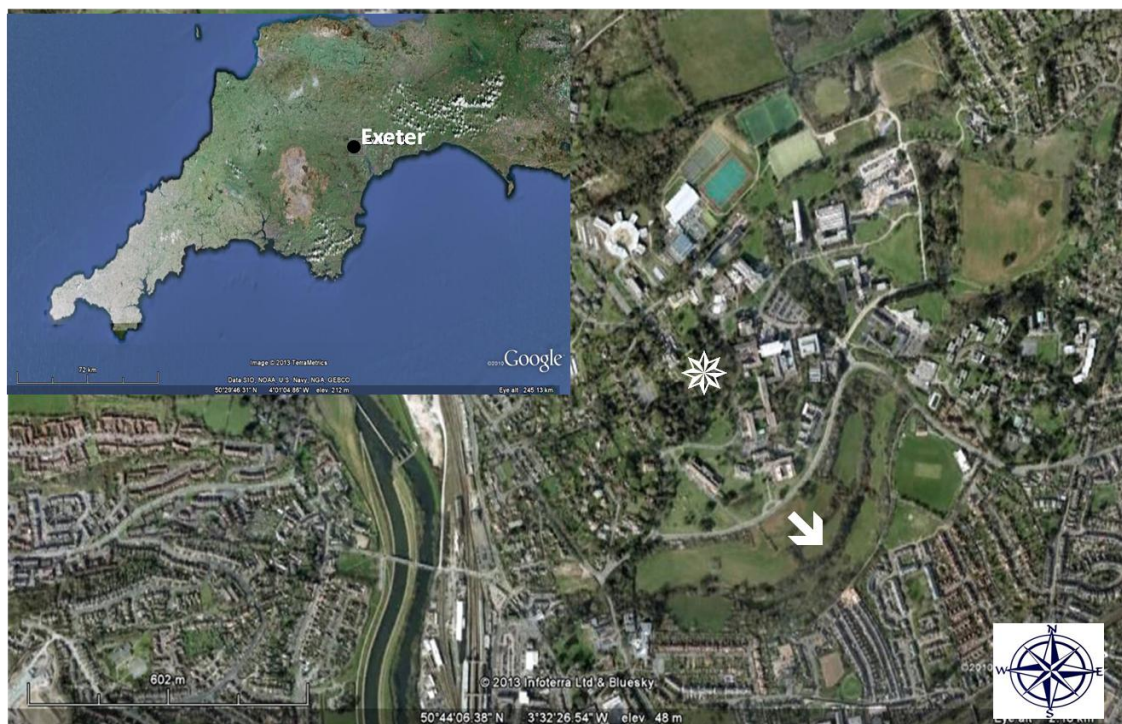 Exeter
72 km
Image © 2013 TerraMetrics
©2010 Google
Data SIO, NOAA, U.S. Navy, NGA, GEBCO
50°29'46.31" N 4°01'04.86" W elev 212 m Eye alt 245.13 km
602 m
© 2013 Infoterra Ltd & Bluesky
©2010
50°44'06.38" N 3°32'26.54" W elev 48 m
N
W E
S